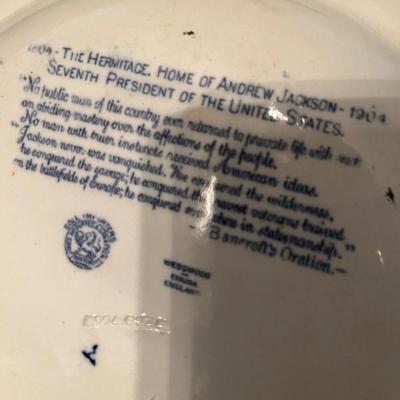 1804 - THE HERMITAGE. HOME OF ANDREW JACKSON - 1904
SEVENTH PRESIDENT OF THE UNITED STATES.
"No public man of this country ever returned to private life with such
an abiding mastery over the affections of the people.
"No man with truer instincts received American ideas.
Jackson never was vanquished. He conquered the wilderness,
he conquered the savage; he conquered the veterans trained
on the battlefields of Europe; he conquered in statesmanship."
— Bancroft's Oration. —
WEDGWOOD
ETRURIA
ENGLAND.